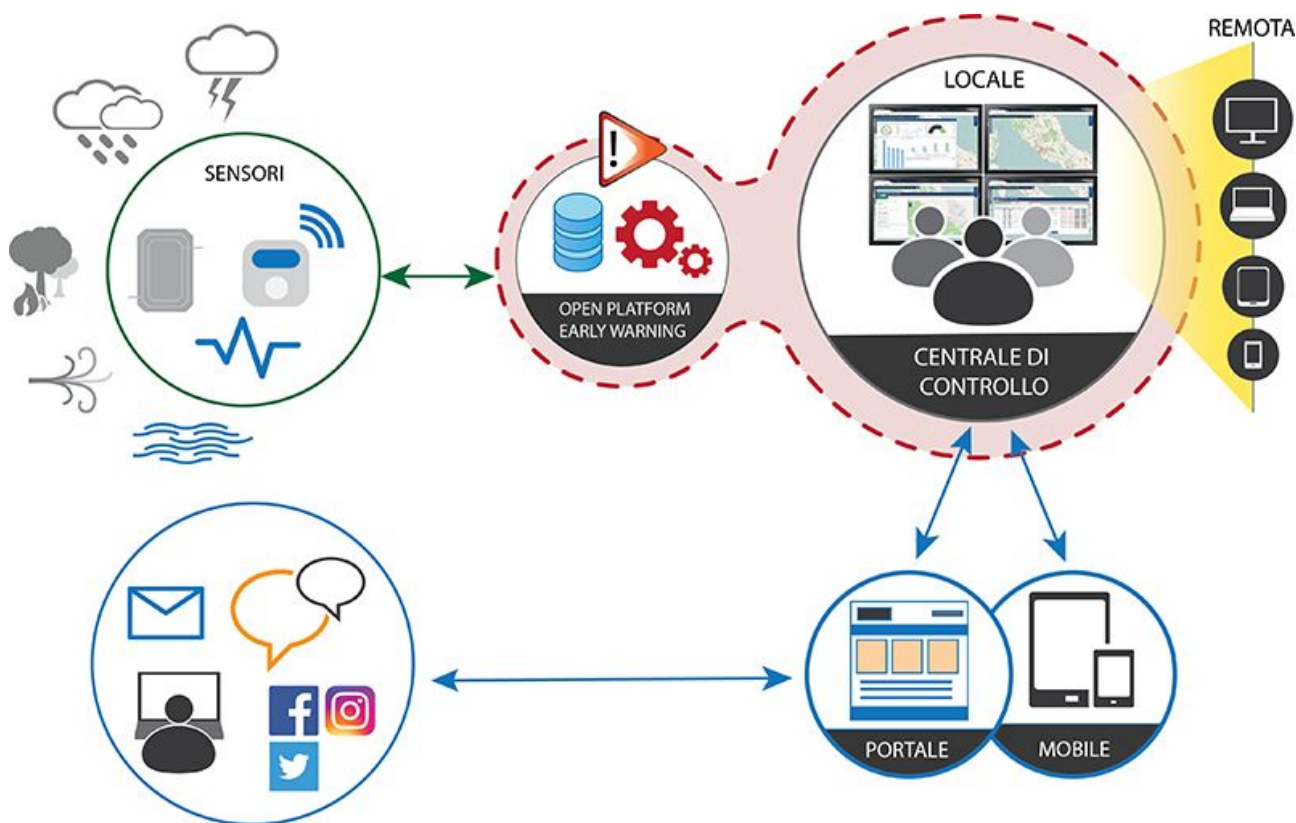 REMOTA
LOCALE
SENSORI
!
OPEN PLATFORM
EARLY WARNING
CENTRALE DI
CONTROLLO
PORTALE
MOBILE